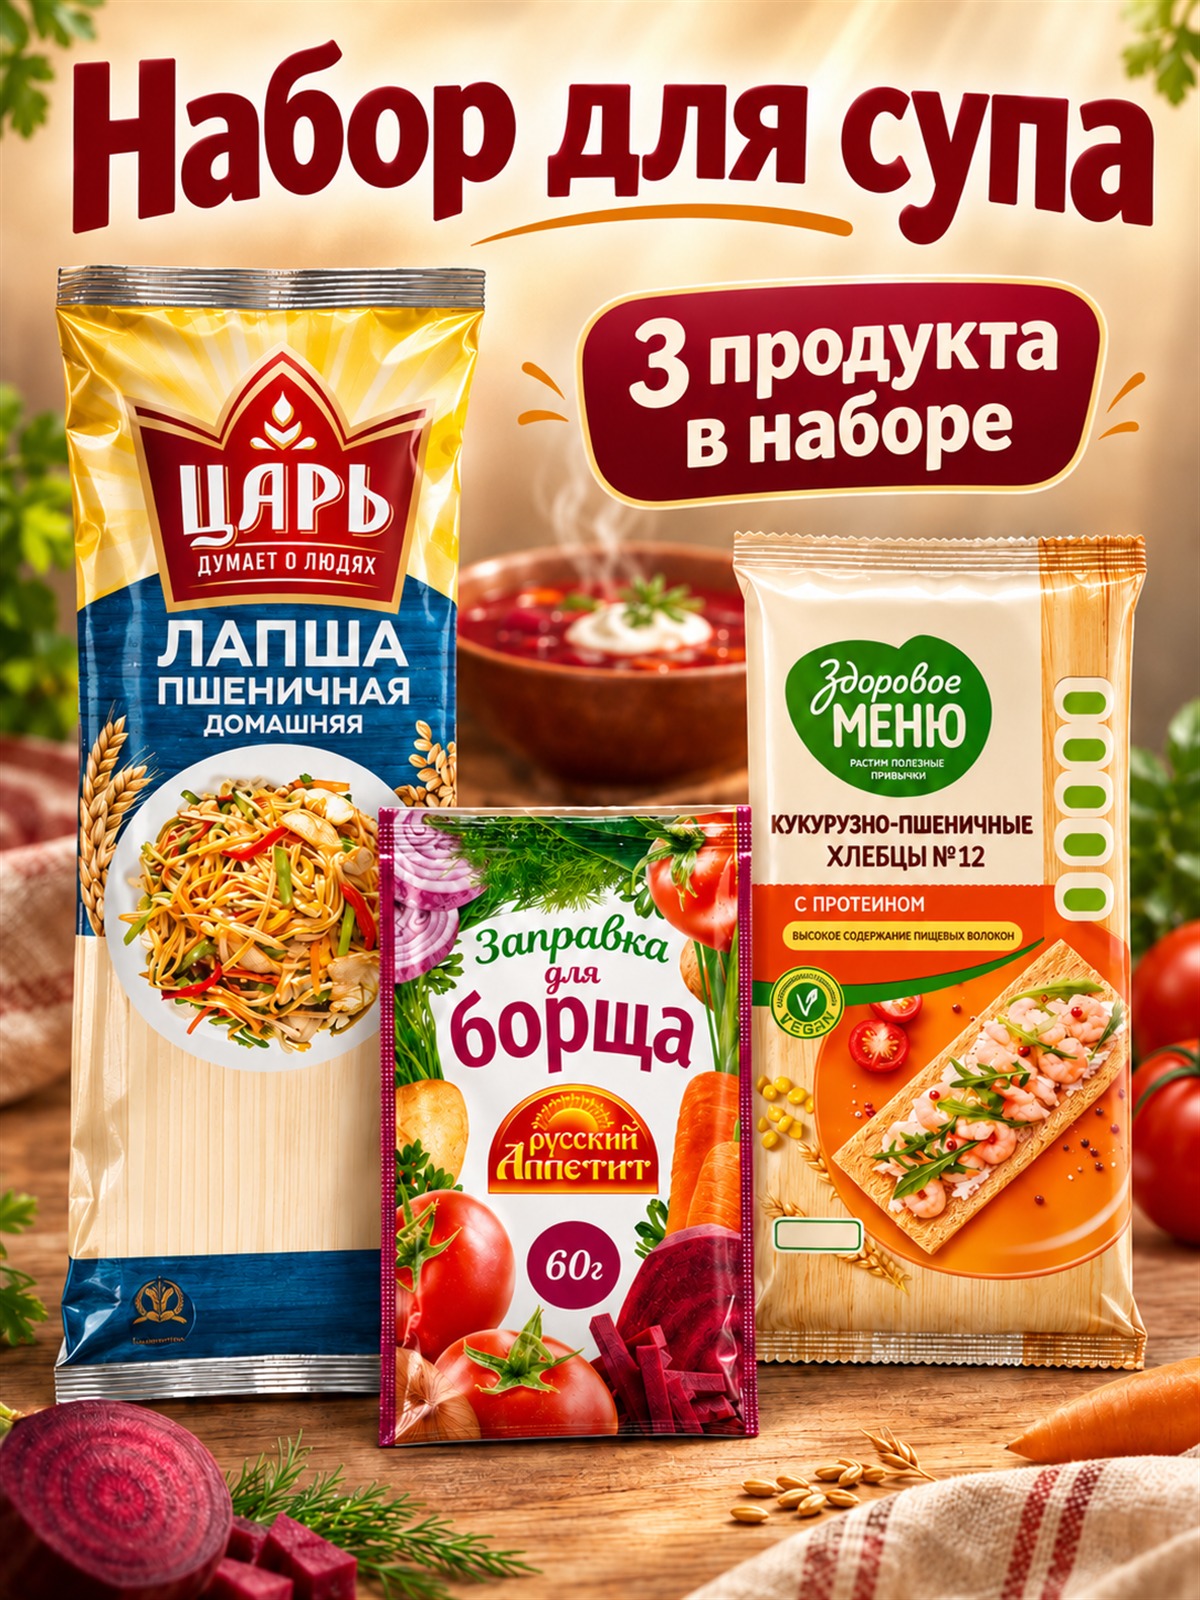 Набор для супа
3 продукта
в наборе
ЦАРЬ
ДУМАЕТ О ЛЮДЯХ
ЛАПША
ПШЕНИЧНАЯ
ДОМАШНЯЯ
Здоровое
МЕНЮ
РАСТИМ ПОЛЕЗНЫЕ
ПРИВЫЧКИ
КУКУРУЗНО-ПШЕНИЧНЫЕ
ХЛЕБЦЫ №12
С ПРОТЕИНОМ
ВЫСОКОЕ СОДЕРЖАНИЕ ПИЩЕВЫХ ВОЛОКОН
VEGAN
Заправка
для
борща
русский
Аппетит
60г